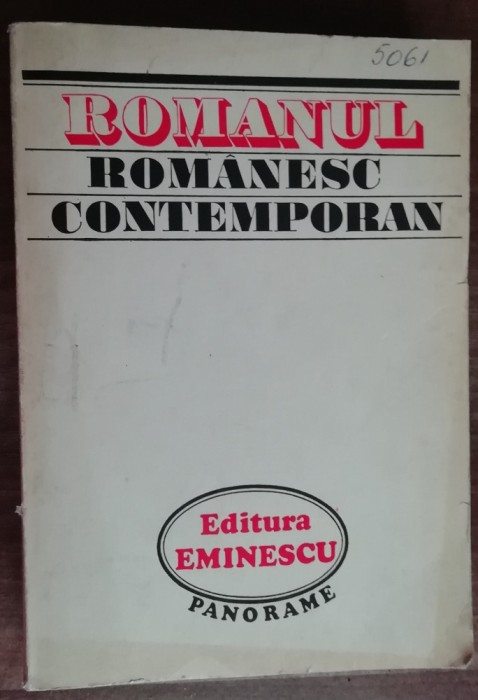 5061
ROMANUL
ROMÂNESC
CONTEMPORAN
Editura
EMINESCU
PANORAME